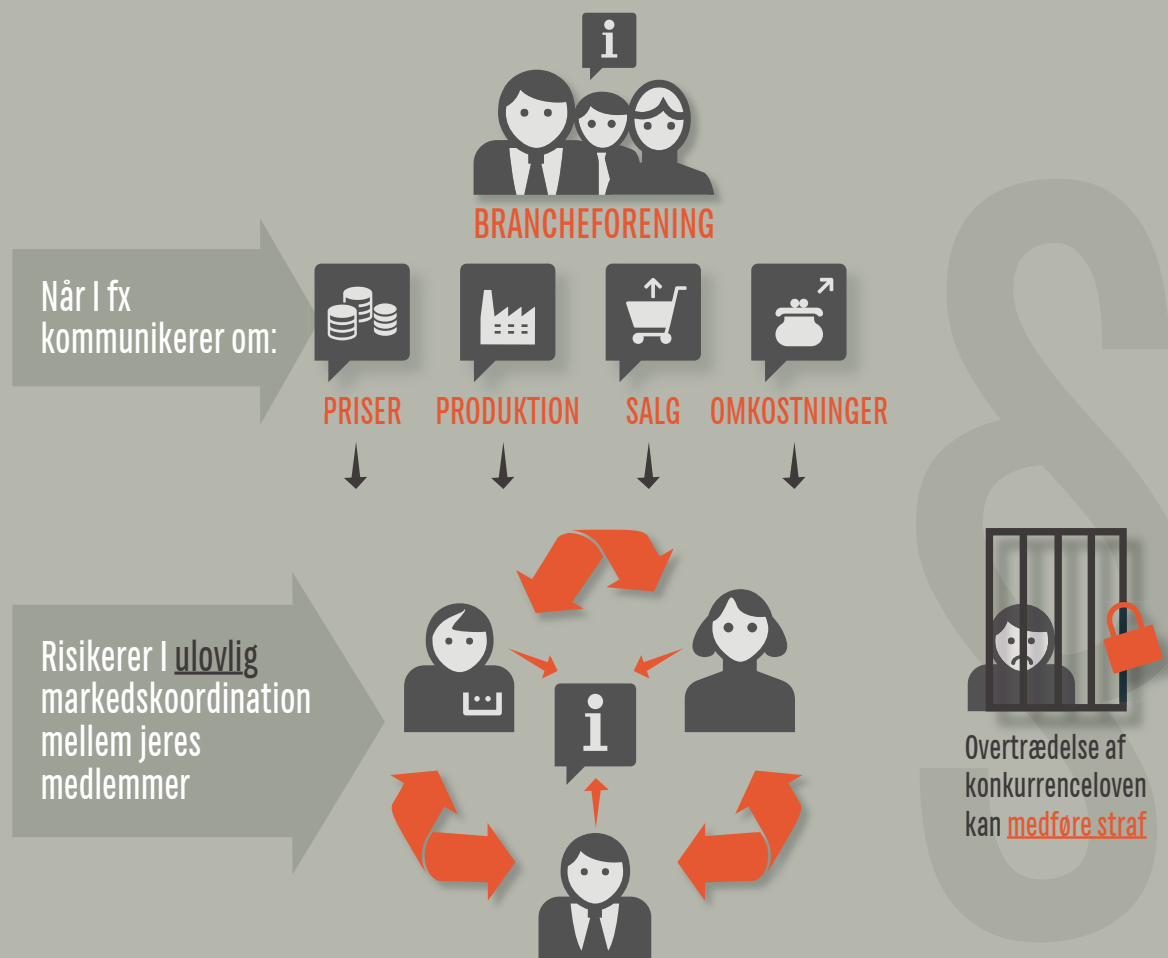 i
BRANCHEFORENING
Når I fx
kommunikerer om:
PRISER PRODUKTION SALG OMKOSTNINGER
Risikerer I ulovlig
markedskoordination
mellem jeres
medlemmer
i
§
Overtrædelse af
konkurrenceloven
kan medføre straf